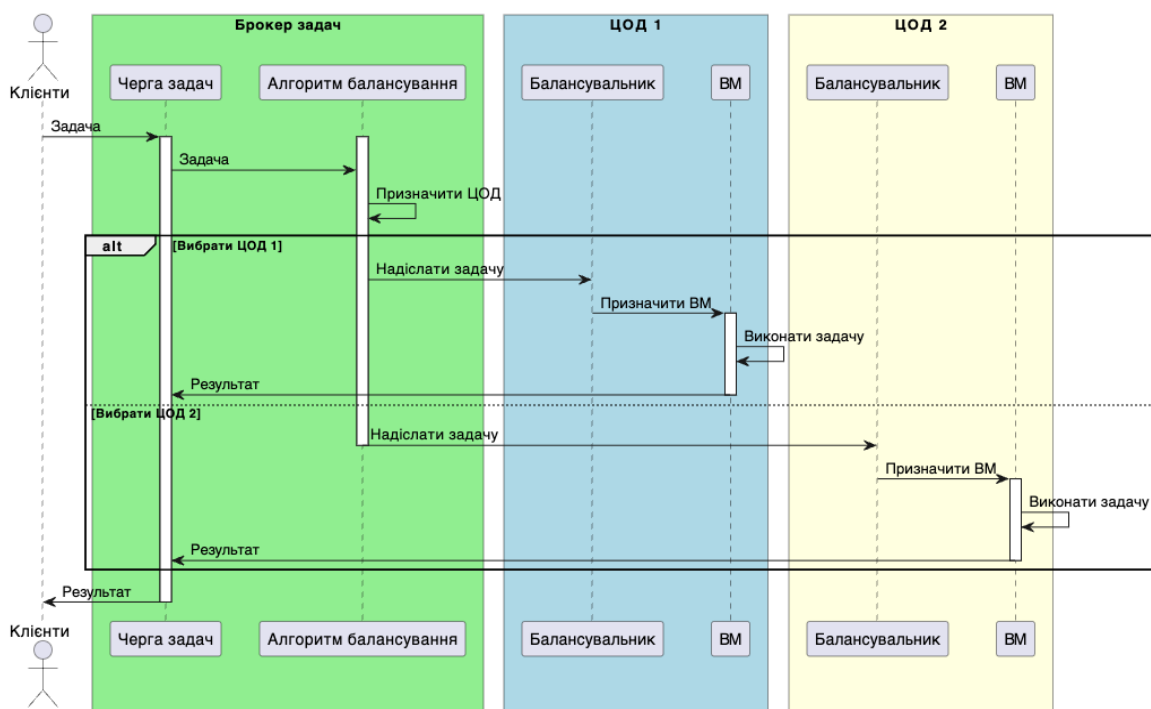 Брокер задач
ЦОД 1
ЦОД 2
Клієнти
Черга задач
Алгоритм балансування
Балансувальник
ВМ
Балансувальник
ВМ
Задача
Задача
Призначити ЦОД
alt
[Вибрати ЦОД 1]
Надіслати задачу
Призначити ВМ
Виконати задачу
Результат
[Вибрати ЦОД 2]
Надіслати задачу
Призначити ВМ
Виконати задачу
Результат
Результат
Клієнти
Черга задач
Алгоритм балансування
Балансувальник
ВМ
Балансувальник
ВМ